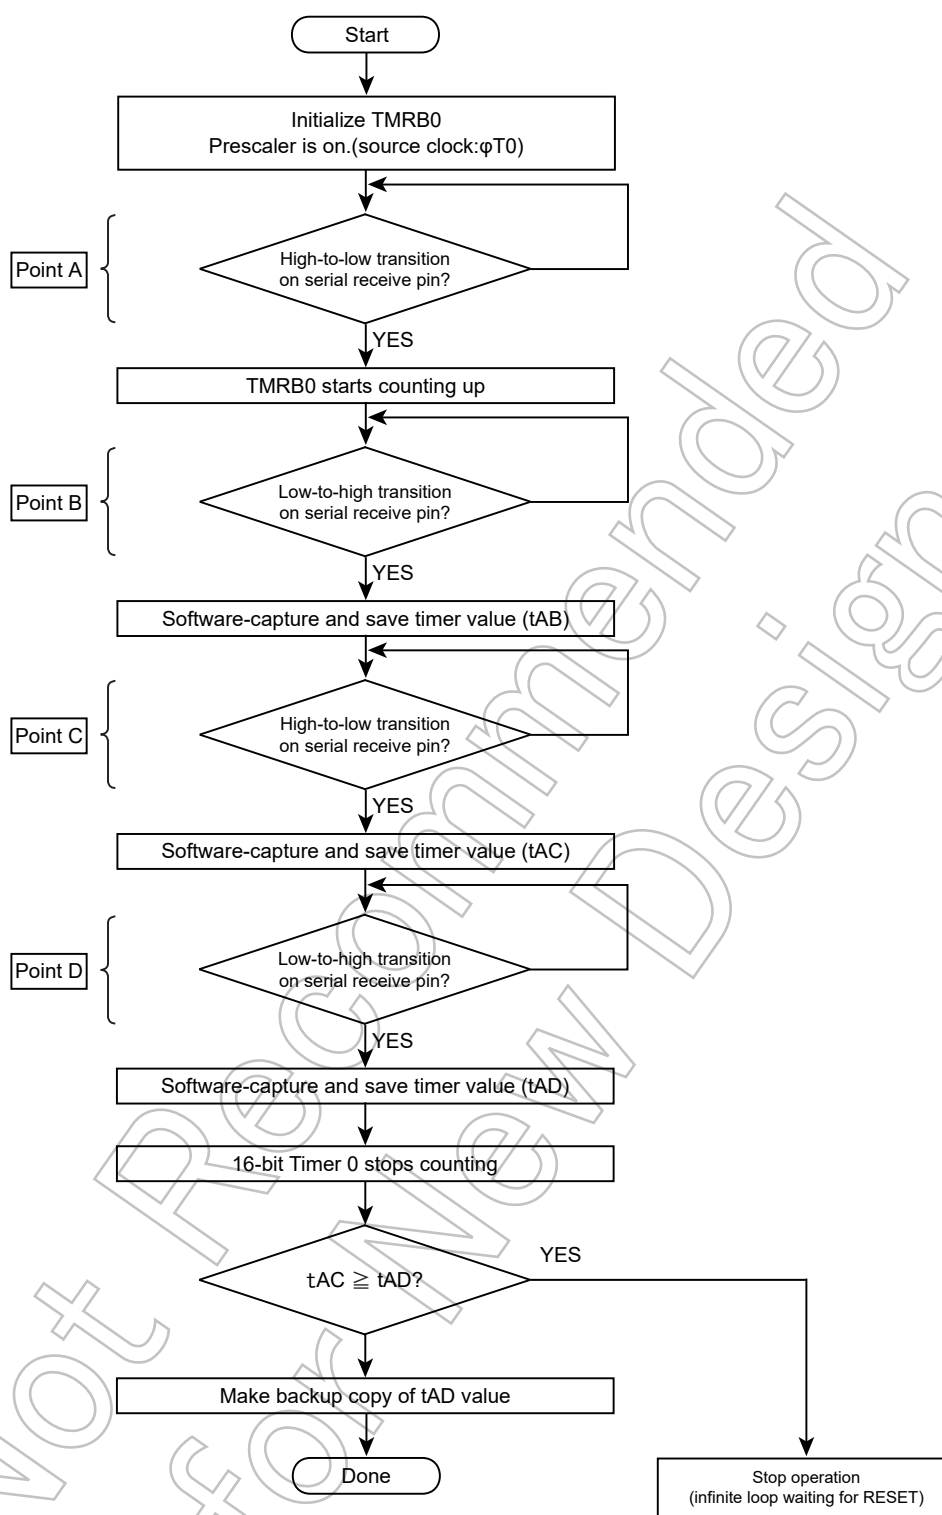 Start
Initialize TMRB0
Prescaler is on.(source clock:φT0)
Point A
High-to-low transition
on serial receive pin?
YES
TMRB0 starts counting up
Point B
Low-to-high transition
on serial receive pin?
YES
Software-capture and save timer value (tAB)
Point C
High-to-low transition
on serial receive pin?
YES
Software-capture and save timer value (tAC)
Point D
Low-to-high transition
on serial receive pin?
YES
Software-capture and save timer value (tAD)
16-bit Timer 0 stops counting
tAC ≧ tAD?
YES
Make backup copy of tAD value
Done
Stop operation
(infinite loop waiting for RESET)
Not Recommended
for New Design